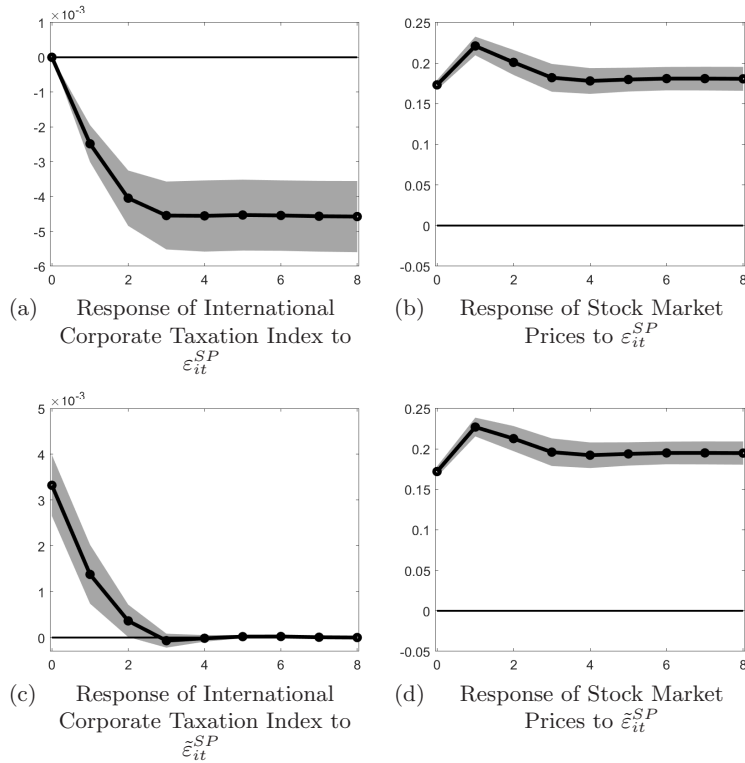 ×10-3
1
0
-1
-2
-3
-4
-5
-6
0 2 4 6 8
(a) Response of International
Corporate Taxation Index to
ε_{it}^{SP}
0.25
0.2
0.15
0.1
0.05
0
-0.05
0 2 4 6 8
(b) Response of Stock Market
Prices to ε_{it}^{SP}
×10-3
5
4
3
2
1
0
0 2 4 6 8
(c) Response of International
Corporate Taxation Index to
ε̃_{it}^{SP}
0.25
0.2
0.15
0.1
0.05
0
-0.05
0 2 4 6 8
(d) Response of Stock Market
Prices to ε̃_{it}^{SP}